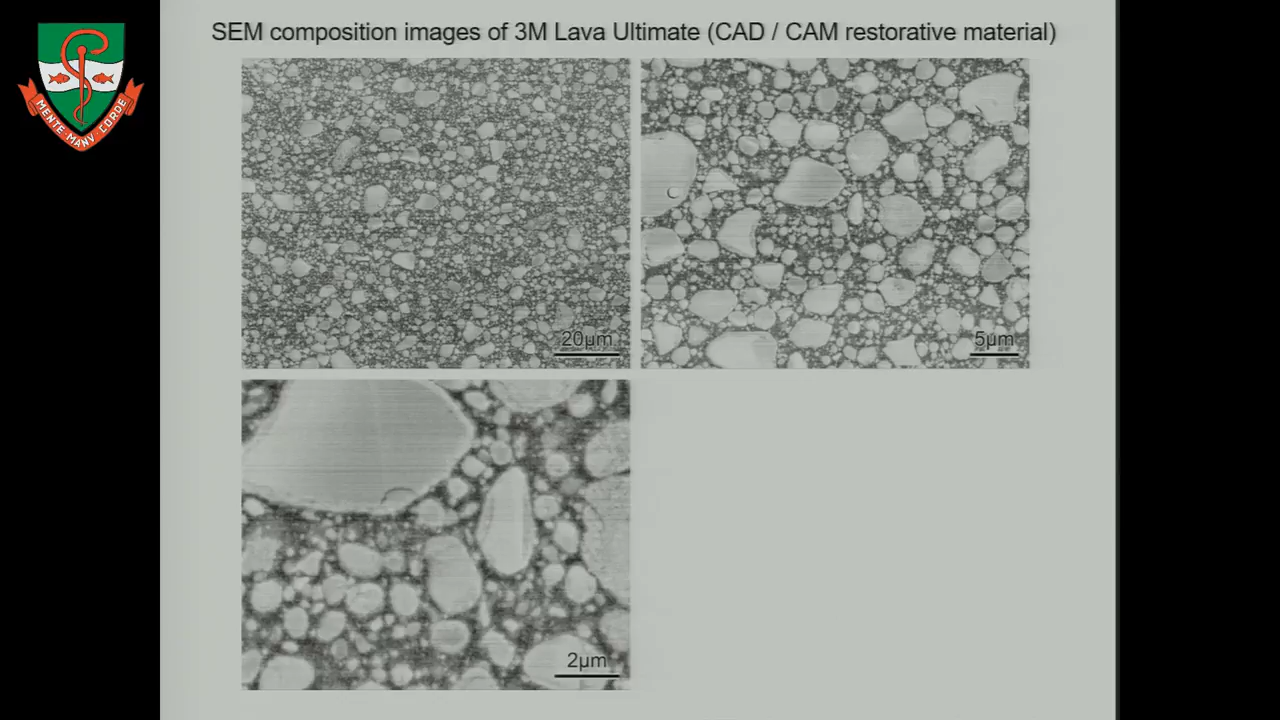 SEM composition images of 3M Lava Ultimate (CAD / CAM restorative material)
MENTE·MANV·CORDE
20µm
5µm
2µm